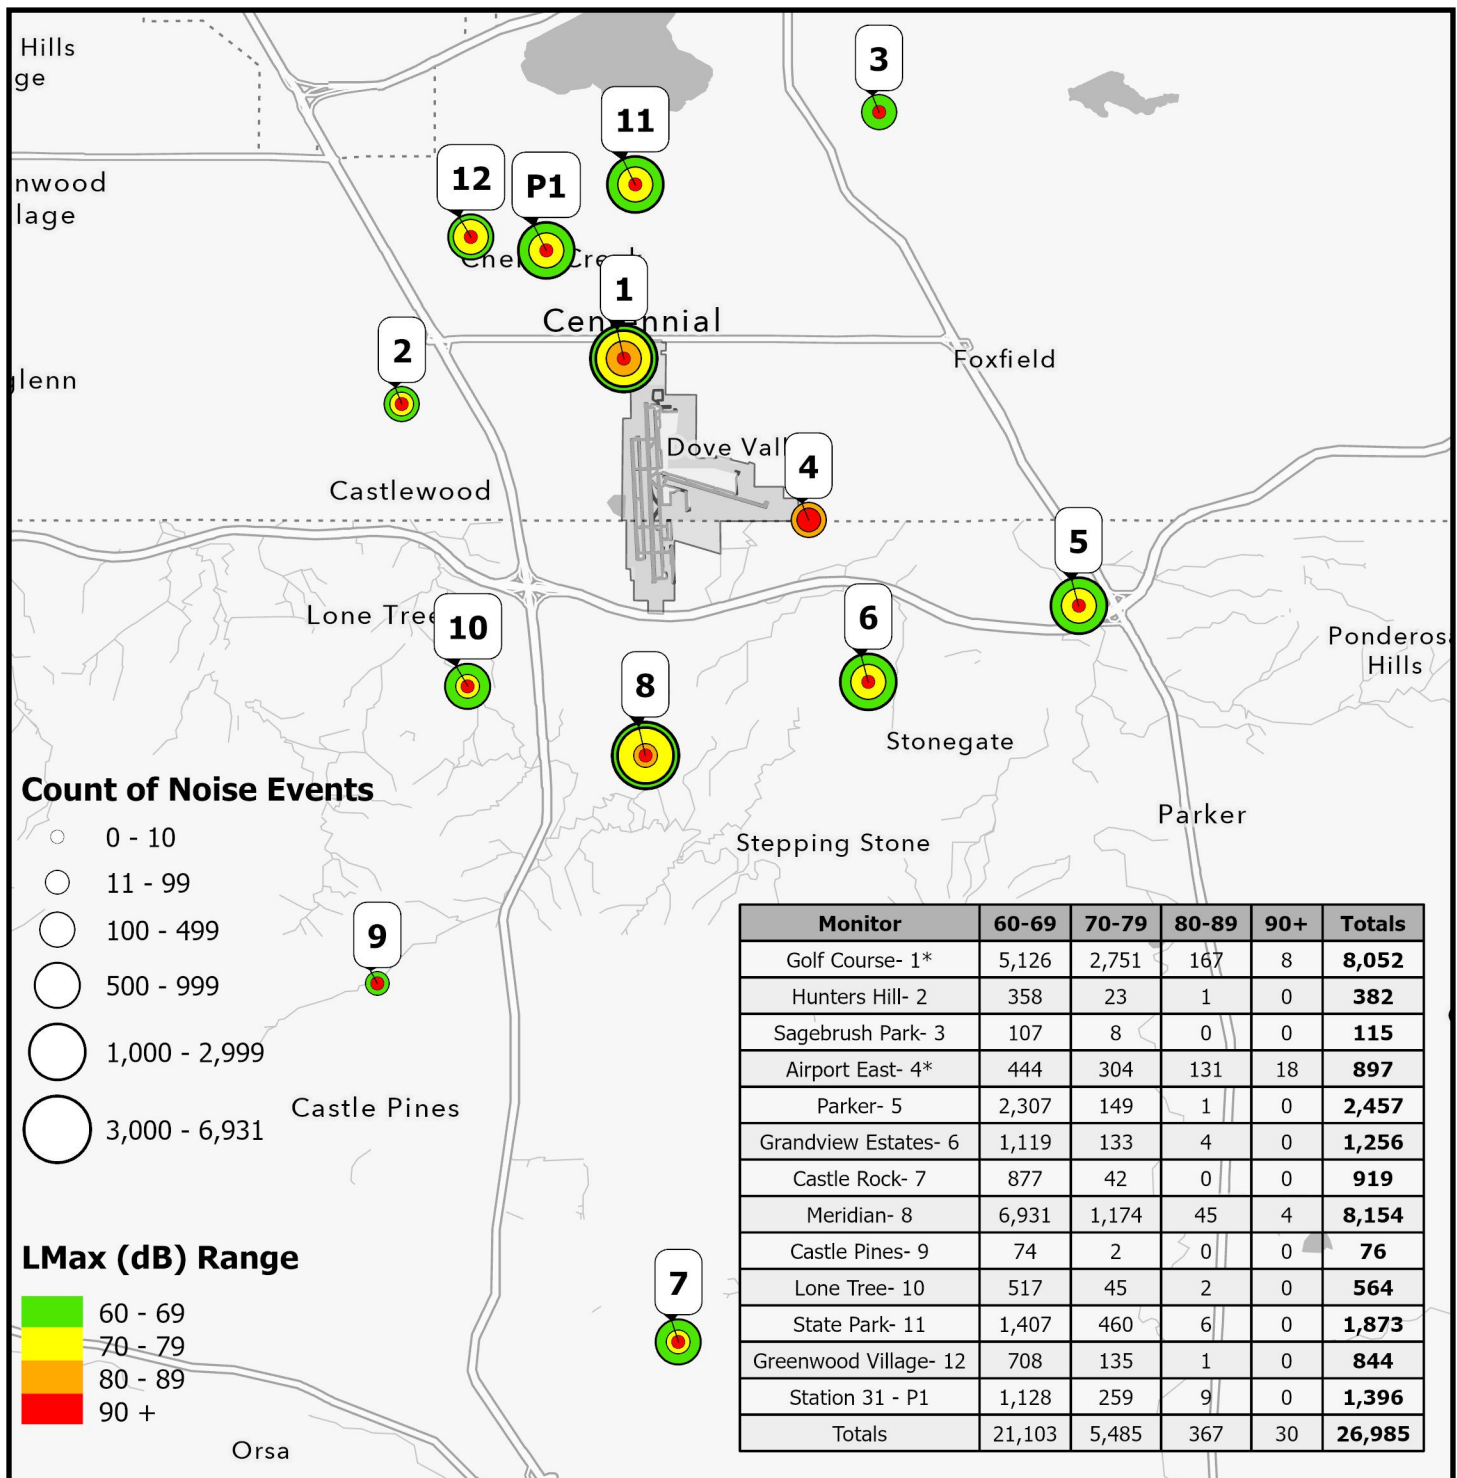 Hills
ge
3
11
12
P1
nwood
lage
Creek
1
Centennial
2
Foxfield
glenn
Dove Vall
4
Castlewood
5
Lone Tree
10
6
Ponderosa
Hills
8
Stonegate
Count of Noise Events
0 - 10
11 - 99
100 - 499
500 - 999
1,000 - 2,999
3,000 - 6,931
Parker
Stepping Stone
9
Castle Pines
7
LMax (dB) Range
60 - 69
70 - 79
80 - 89
90 +
Orsa
Monitor 60-69 70-79 80-89 90+ Totals
Golf Course- 1* 5,126 2,751 167 8 8,052
Hunters Hill- 2 358 23 1 0 382
Sagebrush Park- 3 107 8 0 0 115
Airport East- 4* 444 304 131 18 897
Parker- 5 2,307 149 1 0 2,457
Grandview Estates- 6 1,119 133 4 0 1,256
Castle Rock- 7 877 42 0 0 919
Meridian- 8 6,931 1,174 45 4 8,154
Castle Pines- 9 74 2 0 0 76
Lone Tree- 10 517 45 2 0 564
State Park- 11 1,407 460 6 0 1,873
Greenwood Village- 12 708 135 1 0 844
Station 31 - P1 1,128 259 9 0 1,396
Totals 21,103 5,485 367 30 26,985